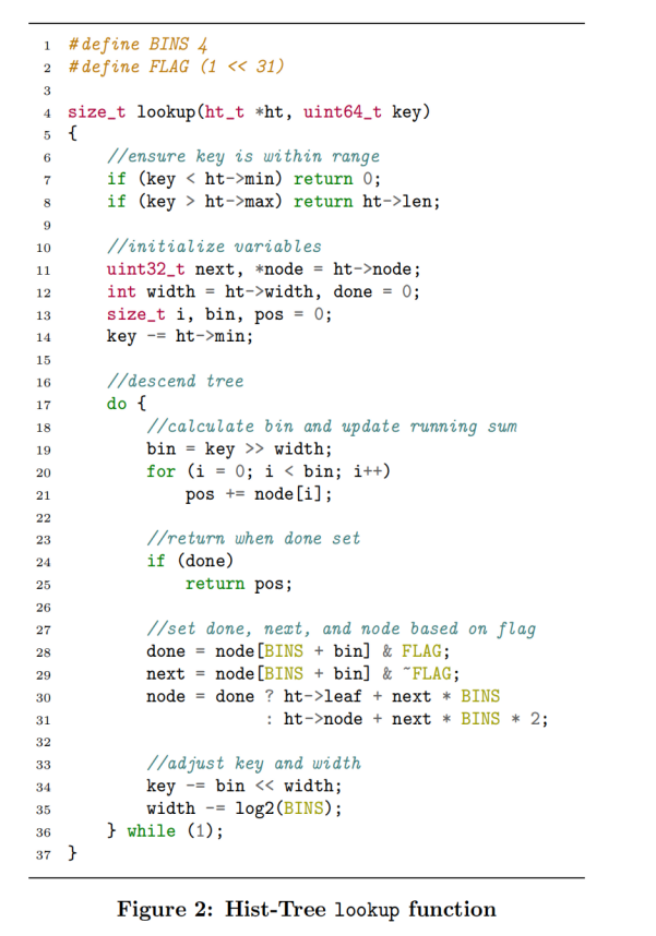 1 #define BINS 4
2 #define FLAG (1 << 31)
3
4 size_t lookup(ht_t *ht, uint64_t key)
5 {
6     //ensure key is within range
7     if (key < ht->min) return 0;
8     if (key > ht->max) return ht->len;
9
10     //initialize variables
11     uint32_t next, *node = ht->node;
12     int width = ht->width, done = 0;
13     size_t i, bin, pos = 0;
14     key -= ht->min;
15
16     //descend tree
17     do {
18         //calculate bin and update running sum
19         bin = key >> width;
20         for (i = 0; i < bin; i++)
21             pos += node[i];
22
23         //return when done set
24         if (done)
25             return pos;
26
27         //set done, next, and node based on flag
28         done = node[BINS + bin] & FLAG;
29         next = node[BINS + bin] & ~FLAG;
30         node = done ? ht->leaf + next * BINS
31                     : ht->node + next * BINS * 2;
32
33         //adjust key and width
34         key -= bin << width;
35         width -= log2(BINS);
36     } while (1);
37 }
Figure 2: Hist-Tree lookup function